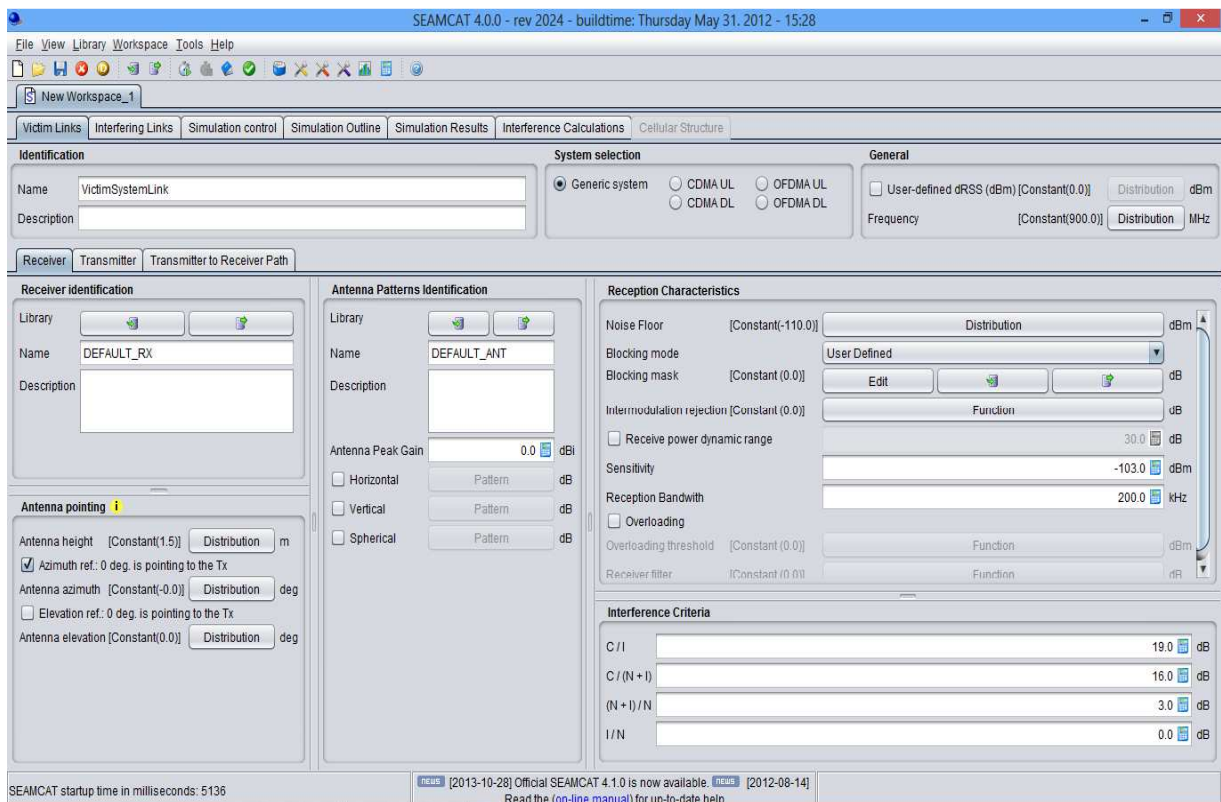 SEAMCAT 4.0.0 - rev 2024 - buildtime: Thursday May 31. 2012 - 15:28
File View Library Workspace Tools Help
New Workspace_1
Victim Links Interfering Links Simulation control Simulation Outline Simulation Results Interference Calculations Cellular Structure
Identification
Name VictimSystemLink
Description
System selection
Generic system CDMA UL OFDMA UL
CDMA DL OFDMA DL
General
User-defined dRSS (dBm) [Constant(0.0)] Distribution dBm
Frequency [Constant(900.0)] Distribution MHz
Receiver Transmitter Transmitter to Receiver Path
Receiver identification
Library
Name DEFAULT_RX
Description
Antenna pointing i
Antenna height [Constant(1.5)] Distribution m
Azimuth ref.: 0 deg. is pointing to the Tx
Antenna azimuth [Constant(-0.0)] Distribution deg
Elevation ref.: 0 deg. is pointing to the Tx
Antenna elevation [Constant(0.0)] Distribution deg
Antenna Patterns Identification
Library
Name DEFAULT_ANT
Description
Antenna Peak Gain 0.0 dBi
Horizontal Pattern dB
Vertical Pattern dB
Spherical Pattern dB
Reception Characteristics
Noise Floor [Constant(-110.0)] Distribution dBm
Blocking mode User Defined
Blocking mask [Constant (0.0)] Edit dB
Intermodulation rejection [Constant (0.0)] Function dB
Receive power dynamic range 30.0 dB
Sensitivity -103.0 dBm
Reception Bandwith 200.0 kHz
Overloading
Overloading threshold [Constant (0.0)] Function dBm
Receiver filter [Constant (0.0)] Function dB
Interference Criteria
C / I 19.0 dB
C / (N + I) 16.0 dB
(N + I) / N 3.0 dB
I / N 0.0 dB
SEAMCAT startup time in milliseconds: 5136
news [2013-10-28] Official SEAMCAT 4.1.0 is now available. news [2012-08-14]
Read the (on-line manual) for up-to-date help